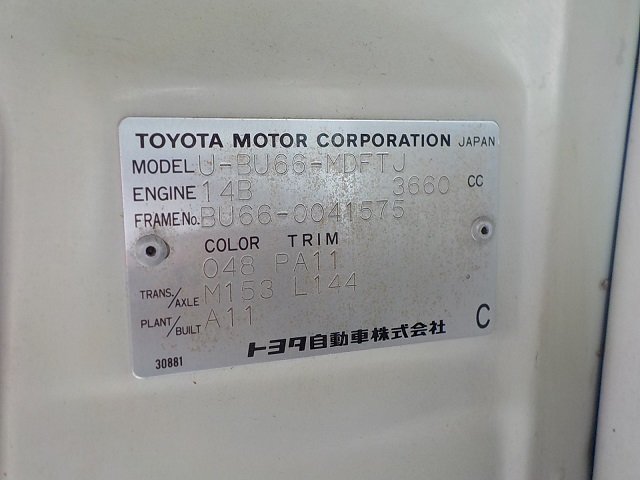 TOYOTA MOTOR CORPORATION JAPAN
MODEL U-BU66-MDFTJ
ENGINE 14B 3660 CC
FRAME No. BU66-0041575
COLOR TRIM
048 PA11
TRANS/AXLE M153 L144
PLANT/BUILT A11
トヨタ自動車株式会社 C
30881